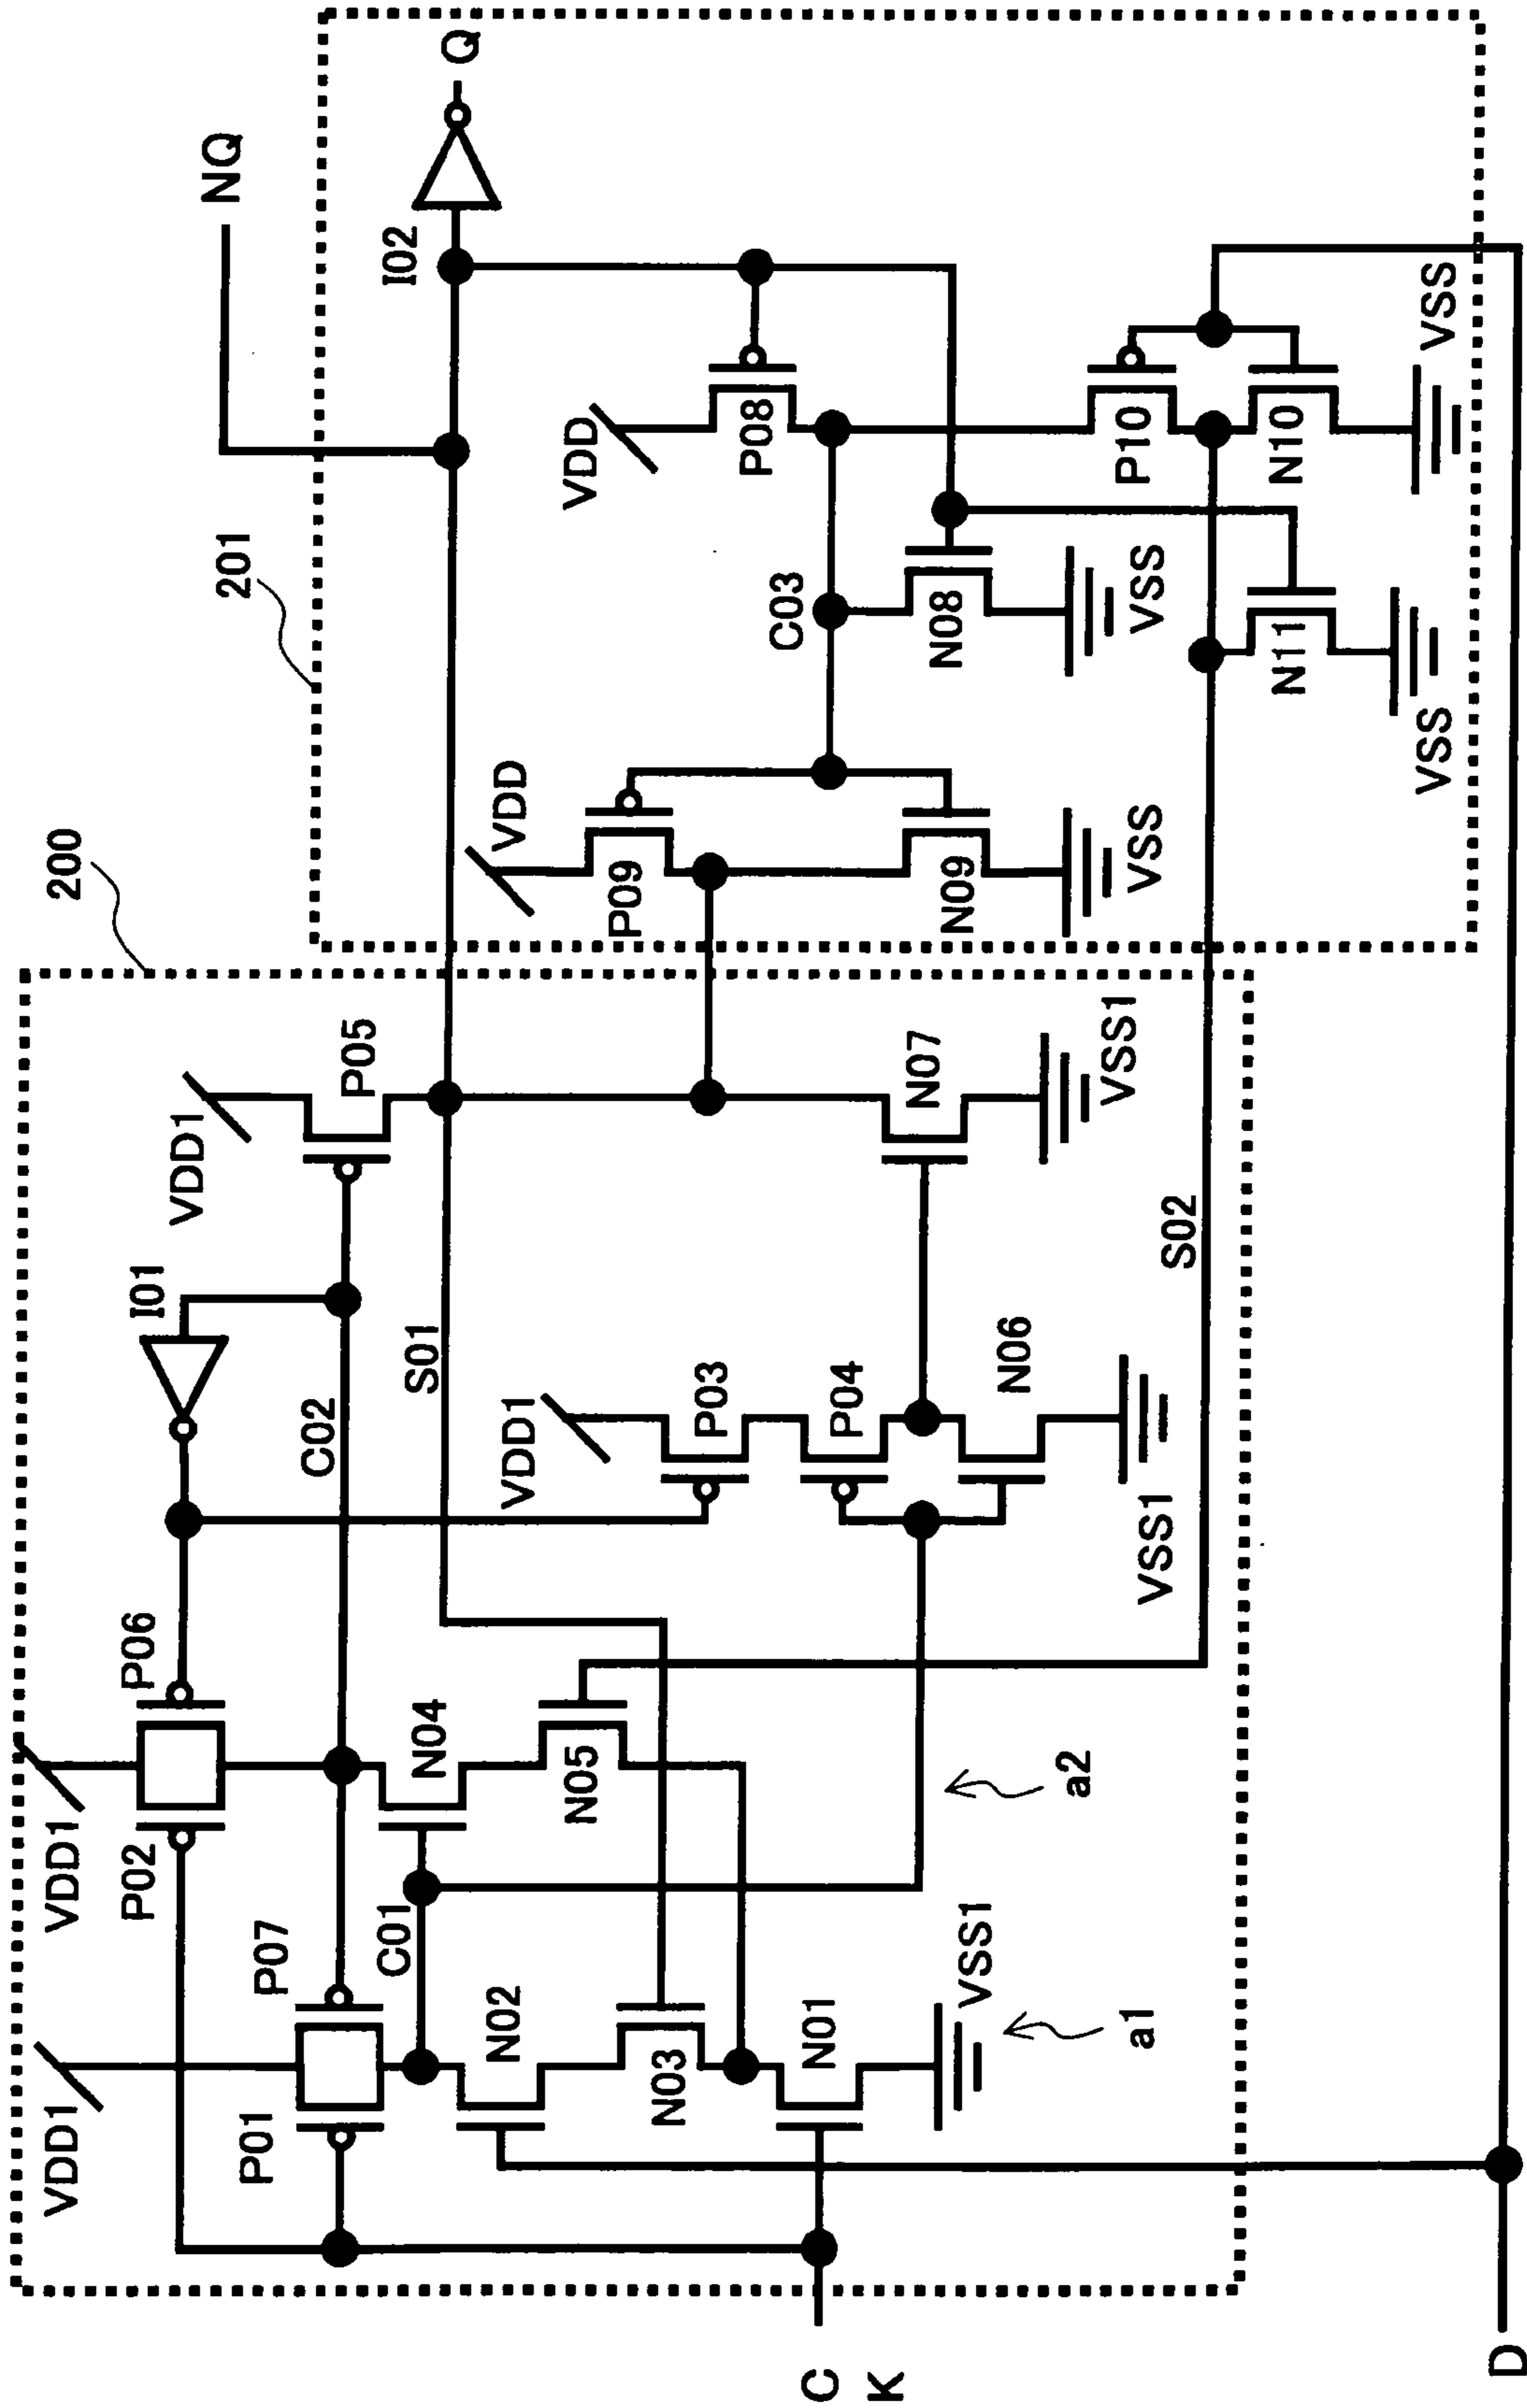 200
201
NQ
Q
VDD1
VDD1
VDD1
P02
P06
I01
P05
I02
P01
P07
C02
S01
VDD
VDD
C01
N04
VDD1
P03
P09
P08
N02
N05
P04
C03
N03
N06
N07
N09
N08
P10
N01
VSS1
a1
a2
VSS1
VSS1
VSS
VSS
N10
VSS
S02
N11
VSS
C
K
D